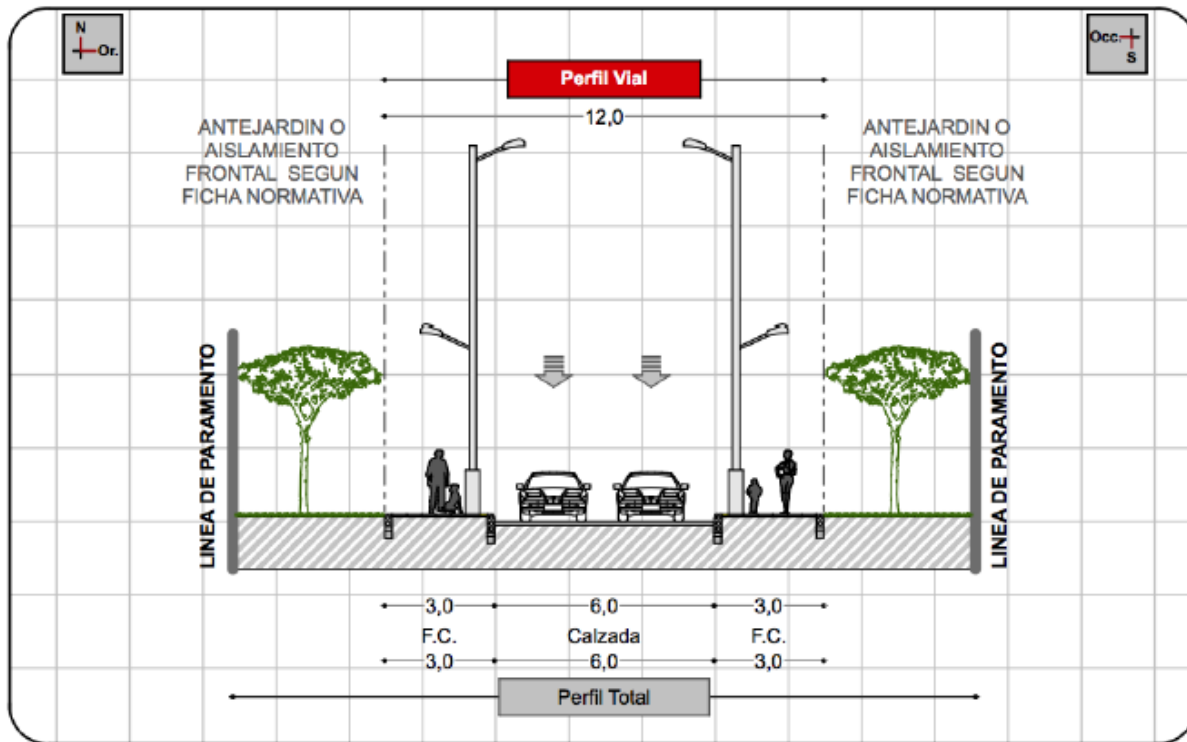 N
Or.
Occ.
S
Perfil Vial
12,0
ANTEJARDIN O
AISLAMIENTO
FRONTAL SEGUN
FICHA NORMATIVA
ANTEJARDIN O
AISLAMIENTO
FRONTAL SEGUN
FICHA NORMATIVA
LINEA DE PARAMENTO
LINEA DE PARAMENTO
3,0 6,0 3,0
F.C. Calzada F.C.
3,0 6,0 3,0
Perfil Total